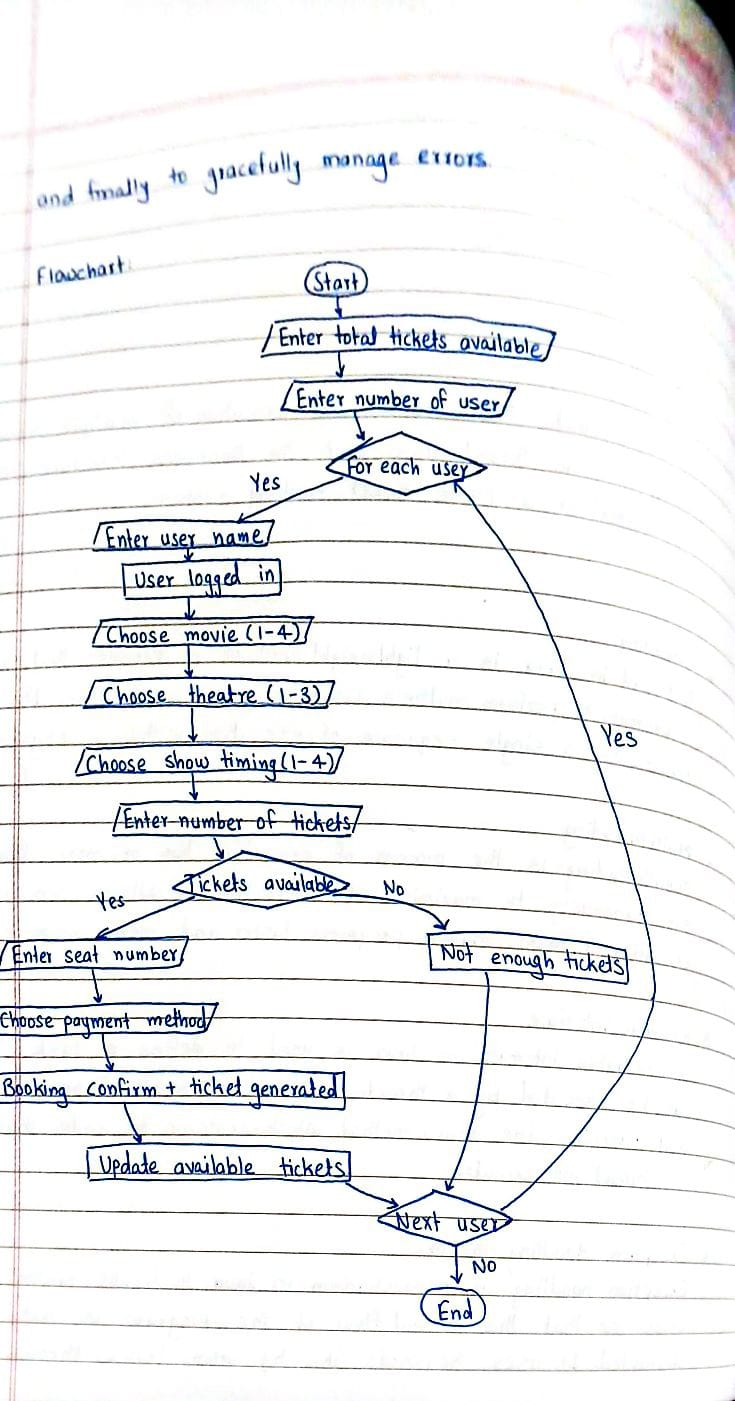 and finally to gracefully manage errors.
Flowchart:
Start
Enter total tickets available
Enter number of user
For each user
Yes
Enter user name
User logged in
Choose movie (1-4)
Choose theatre (1-3)
Choose show timing (1-4)
Yes
Enter number of tickets
Tickets available
Yes
No
Enter seat number
Not enough tickets
Choose payment method
Booking confirm + ticket generated
Update available tickets
Next user
No
End